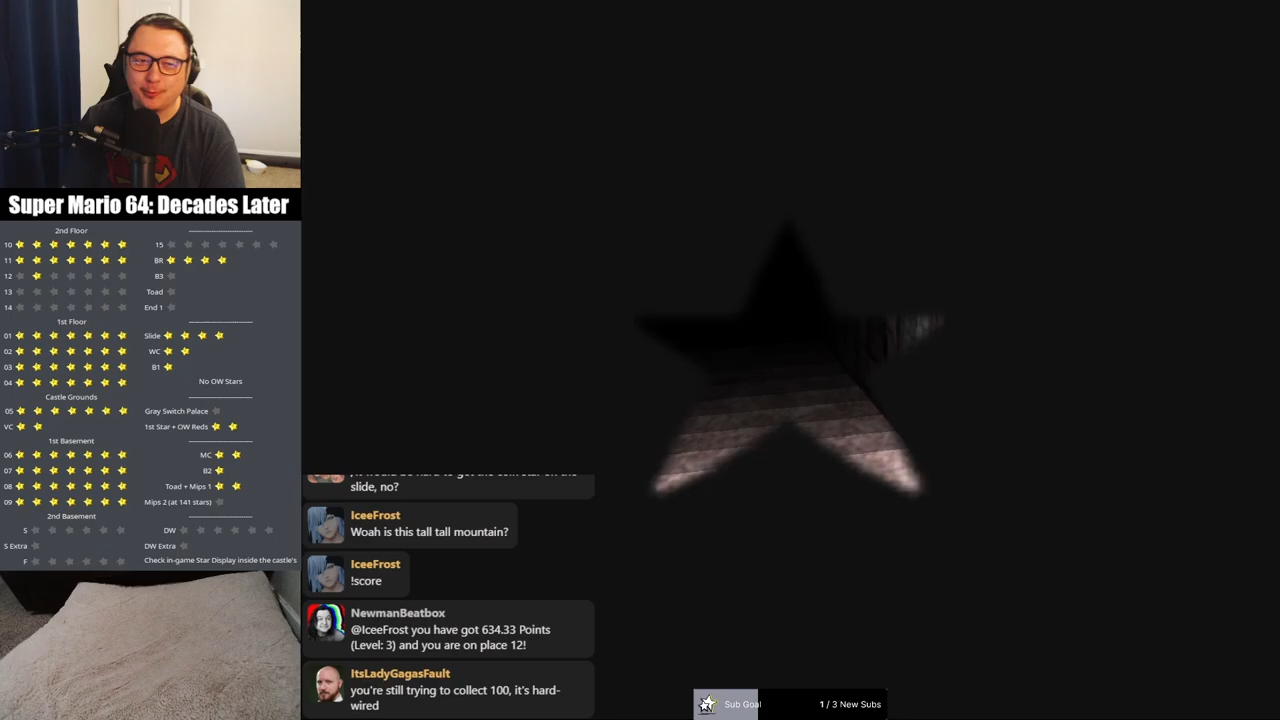 Super Mario 64: Decades Later
2nd Floor
10
15
11
BR
12
B3
13
Toad
14
End 1
1st Floor
01
Slide
02
WC
03
B1
04
No OW Stars
Castle Grounds
05
Gray Switch Palace
VC
1st Star + OW Reds
1st Basement
06
MC
07
B2
08
Toad + Mips 1
09
Mips 2 (at 141 stars)
2nd Basement
S
DW
S Extra
DW Extra
F
Check in-game Star Display inside the castle's
slide, no?
IceeFrost
Woah is this tall tall mountain?
IceeFrost
!score
NewmanBeatbox
@IceeFrost you have got 634.33 Points
(Level: 3) and you are on place 12!
ItsLadyGagasFault
you're still trying to collect 100, it's hard-
wired
Sub Goal
1 / 3 New Subs